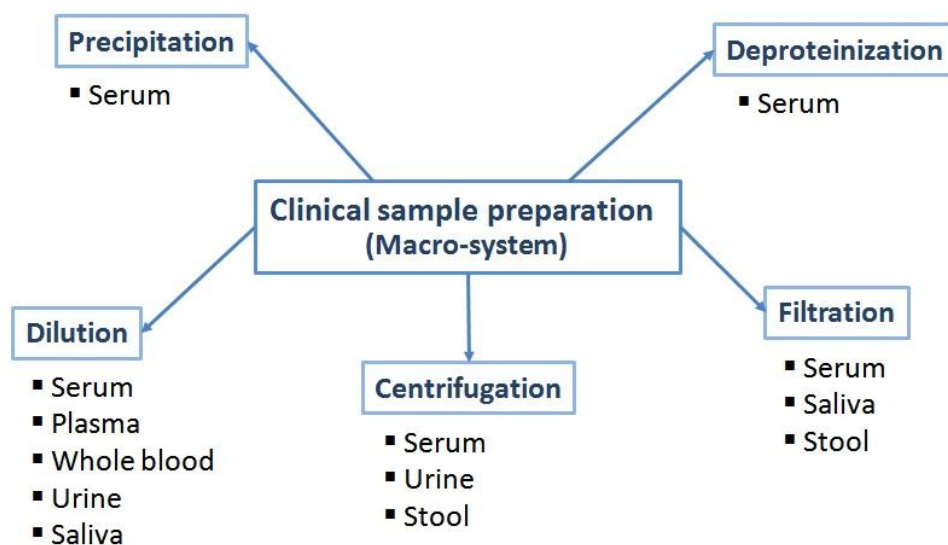 Precipitation
▪ Serum
Deproteinization
▪ Serum
Clinical sample preparation
(Macro-system)
Dilution
▪ Serum
▪ Plasma
▪ Whole blood
▪ Urine
▪ Saliva
Centrifugation
▪ Serum
▪ Urine
▪ Stool
Filtration
▪ Serum
▪ Saliva
▪ Stool